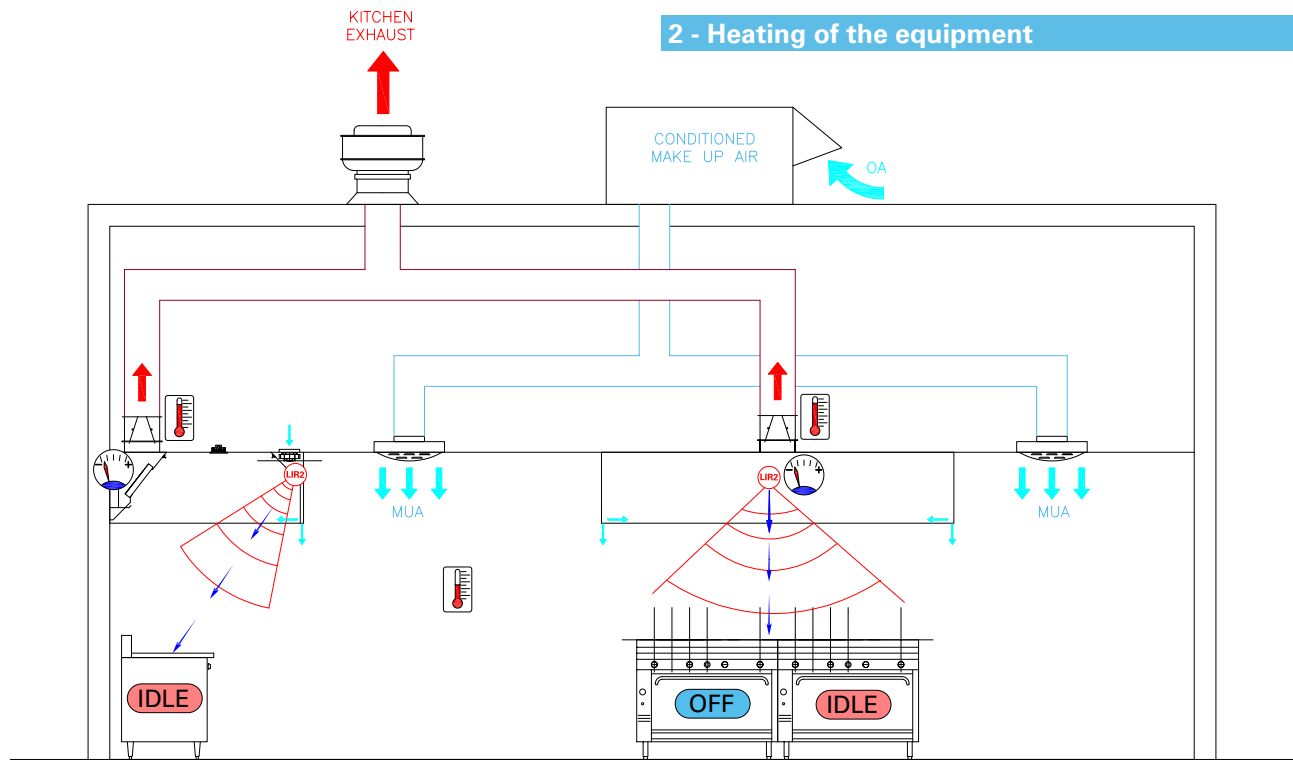 KITCHEN
EXHAUST
2 - Heating of the equipment
CONDITIONED
MAKE UP AIR
OA
- +
LIR2
MUA
LIR2
- +
MUA
IDLE
OFF
IDLE